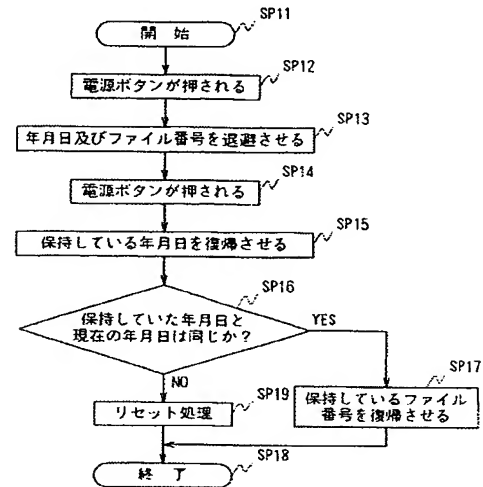 SP11
開 始
SP12
電源ボタンが押される
SP13
年月日及びファイル番号を退避させる
SP14
電源ボタンが押される
SP15
保持している年月日を復帰させる
SP16
保持していた年月日と
現在の年月日は同じか?
YES
NO
SP17
保持しているファイル
番号を復帰させる
SP19
リセット処理
SP18
終 了